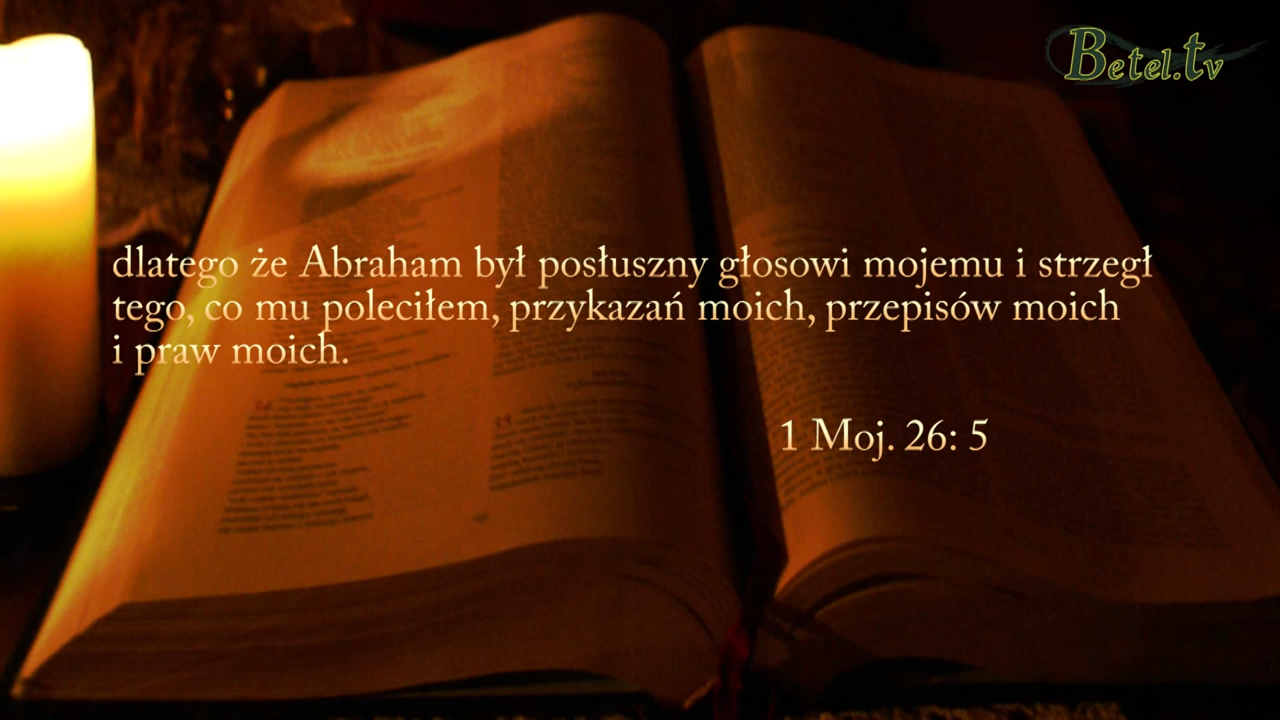 Betel.tv
dlatego że Abraham był posłuszny głosowi mojemu i strzegł
tego, co mu poleciłem, przykazań moich, przepisów moich
i praw moich.
1 Moj. 26: 5